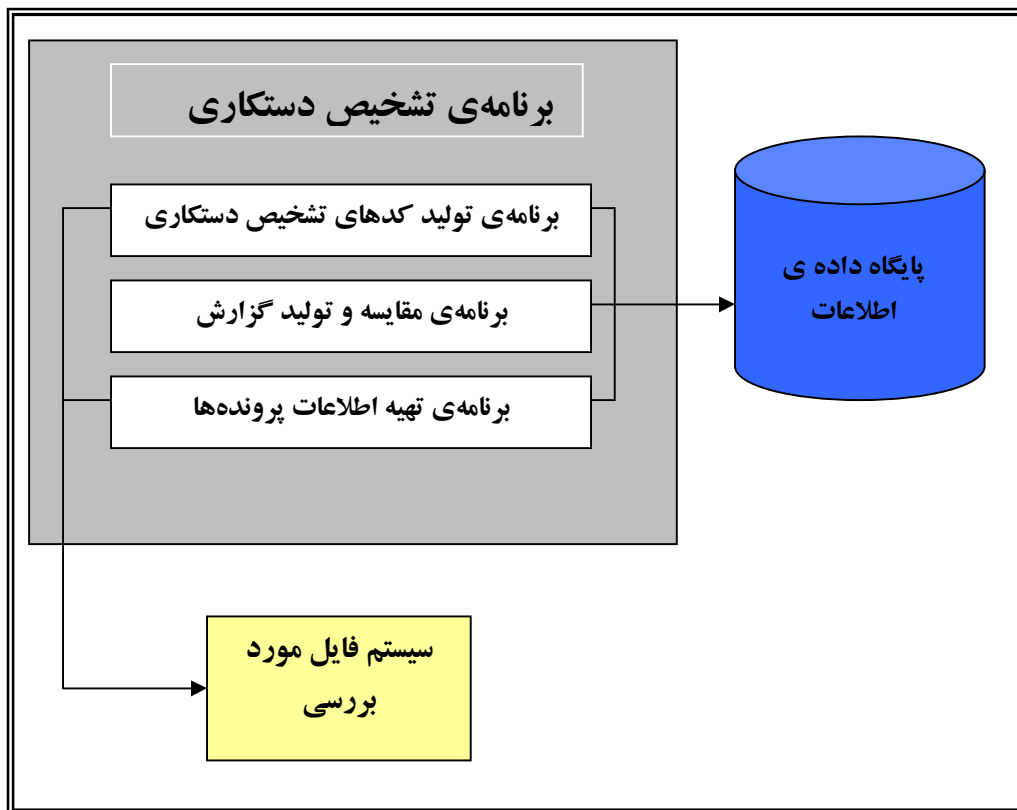 برنامه‌ی تشخیص دستکاری
برنامه‌ی تولید کدهای تشخیص دستکاری
برنامه‌ی مقایسه و تولید گزارش
برنامه‌ی تهیه اطلاعات پرونده‌ها
پایگاه داده ی
اطلاعات
سیستم فایل مورد
بررسی